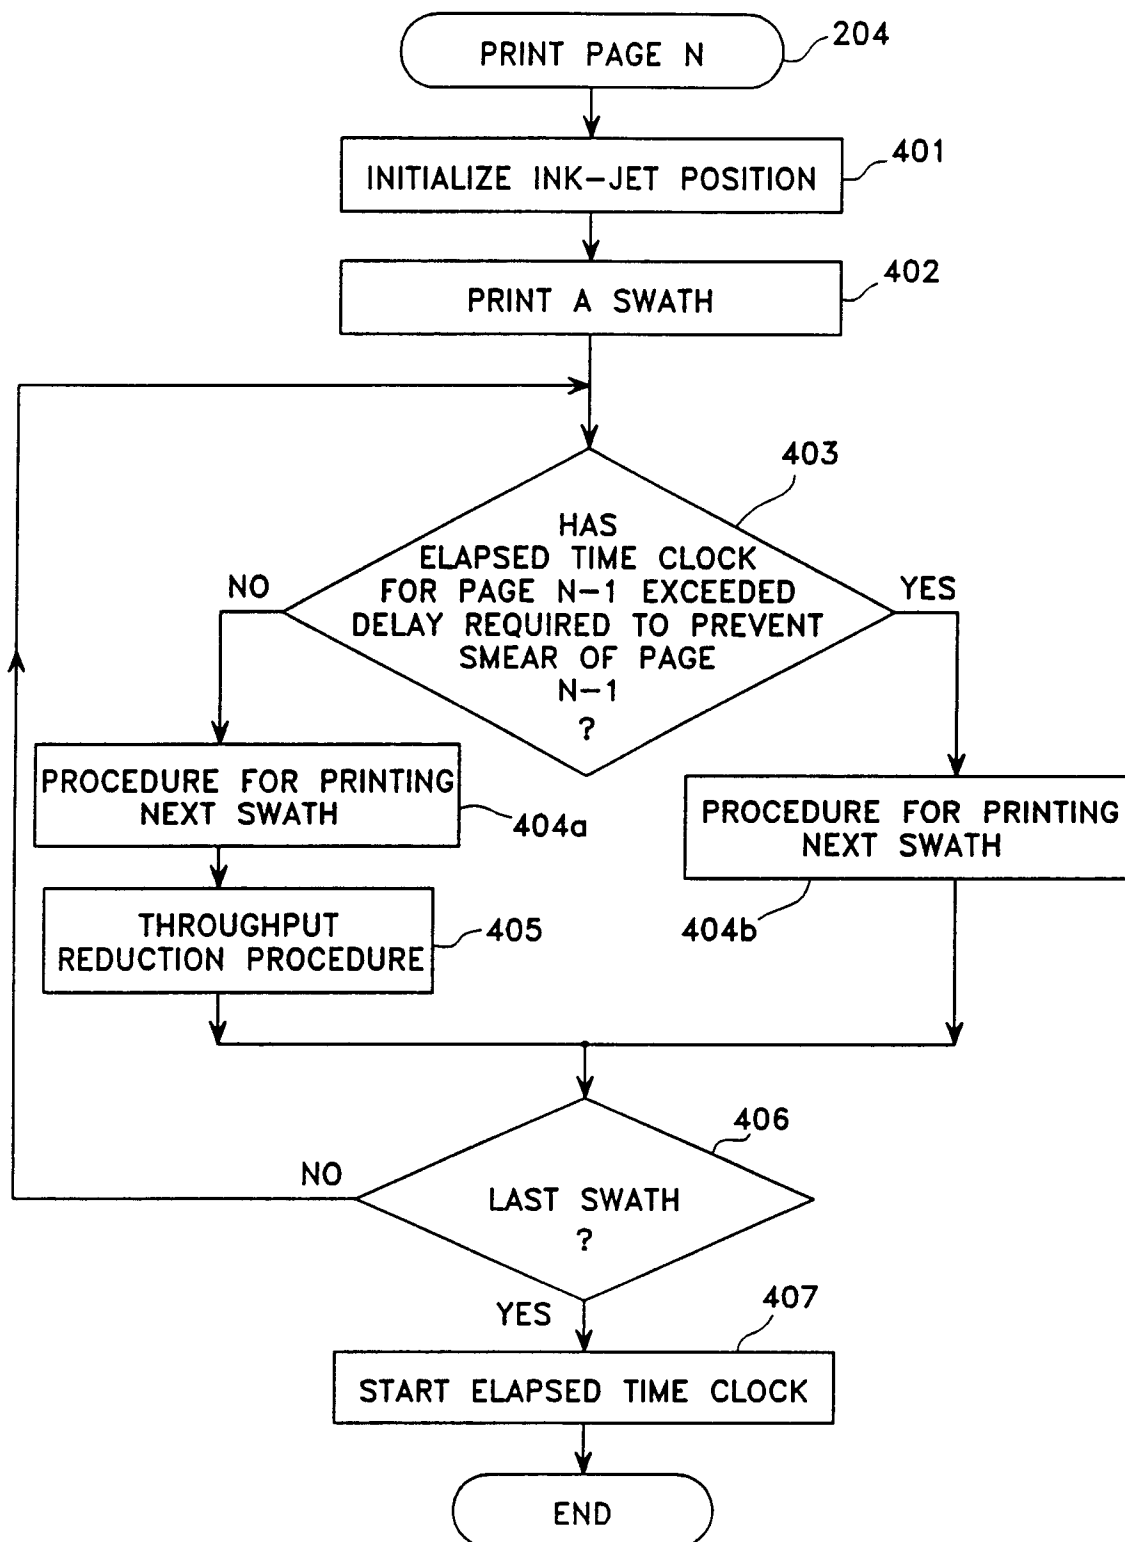 PRINT PAGE N
204
INITIALIZE INK-JET POSITION
401
PRINT A SWATH
402
403
HAS
ELAPSED TIME CLOCK
FOR PAGE N-1 EXCEEDED
DELAY REQUIRED TO PREVENT
SMEAR OF PAGE
N-1
?
NO
YES
PROCEDURE FOR PRINTING
NEXT SWATH
404a
PROCEDURE FOR PRINTING
NEXT SWATH
404b
THROUGHPUT
REDUCTION PROCEDURE
405
406
LAST SWATH
?
NO
YES
407
START ELAPSED TIME CLOCK
END